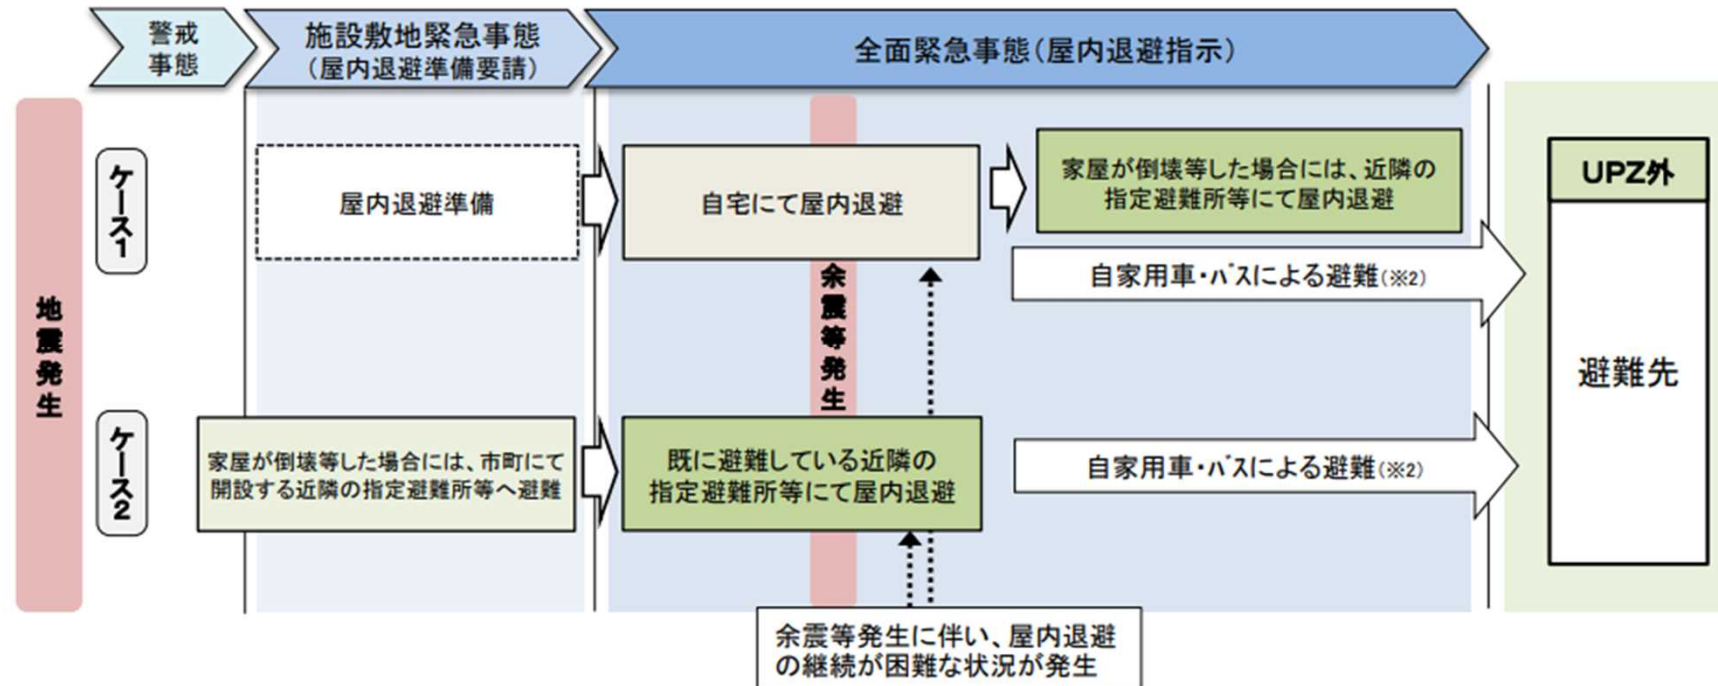 警戒
事態
施設敷地緊急事態
(屋内退避準備要請)
全面緊急事態(屋内退避指示)
地震発生
ケース1
屋内退避準備
自宅にて屋内退避
家屋が倒壊等した場合には、近隣の
指定避難所等にて屋内退避
自家用車・バスによる避難(※2)
余震等発生
UPZ外
避難先
ケース2
家屋が倒壊等した場合には、市町にて
開設する近隣の指定避難所等へ避難
既に避難している近隣の
指定避難所等にて屋内退避
自家用車・バスによる避難(※2)
余震等発生に伴い、屋内退避
の継続が困難な状況が発生